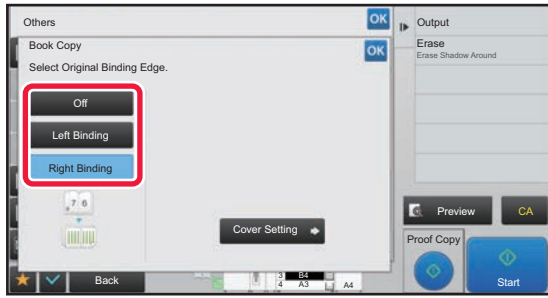 Others
OK
Output
Book Copy
OK
Erase
Erase Shadow Around
Select Original Binding Edge.
Off
Left Binding
Right Binding
7 6
Cover Setting
Preview
CA
Proof Copy
Start
Back
3 B4
4 A3
A4